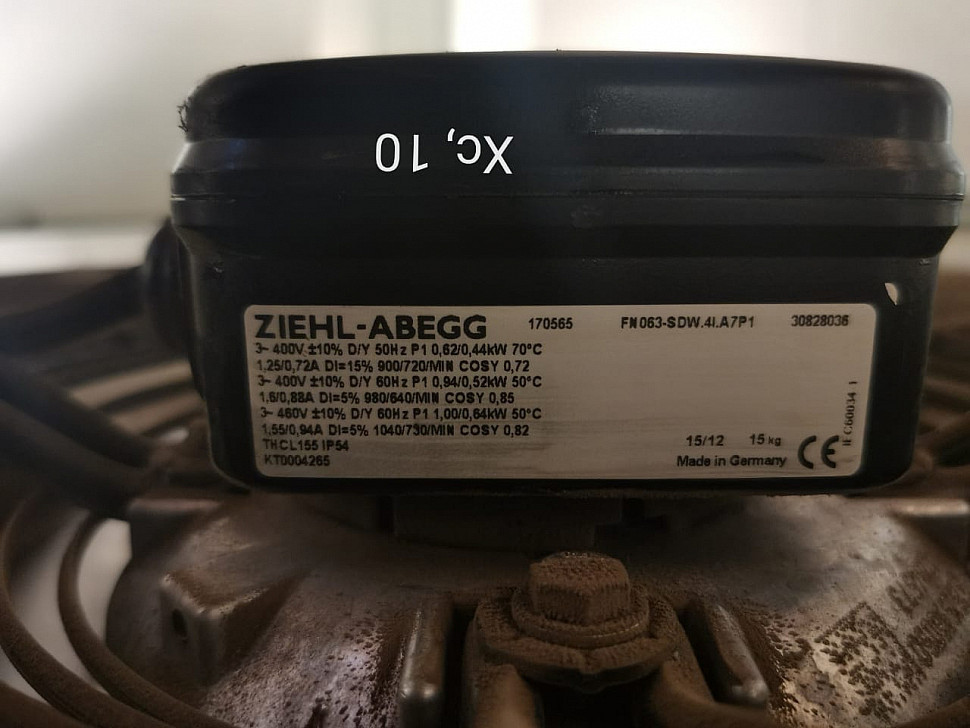 Xc, 10
ZIEHL-ABEGG 170565 FN063-SDW.4I.A7P1 30828036
3~ 400V ±10% D/Y 50Hz P1 0,62/0,44kW 70°C
1,25/0,72A DI=15% 900/720/MIN COSY 0,72
3~ 400V ±10% D/Y 60Hz P1 0,94/0,52kW 50°C
1,6/0,88A DI=5% 980/640/MIN COSY 0,85
3~ 460V ±10% D/Y 60Hz P1 1,00/0,64kW 50°C
1,55/0,94A DI=5% 1040/730/MIN COSY 0,82
THCL155 IP54
KT0004265
15/12 15kg
Made in Germany CE
IEC60034-1